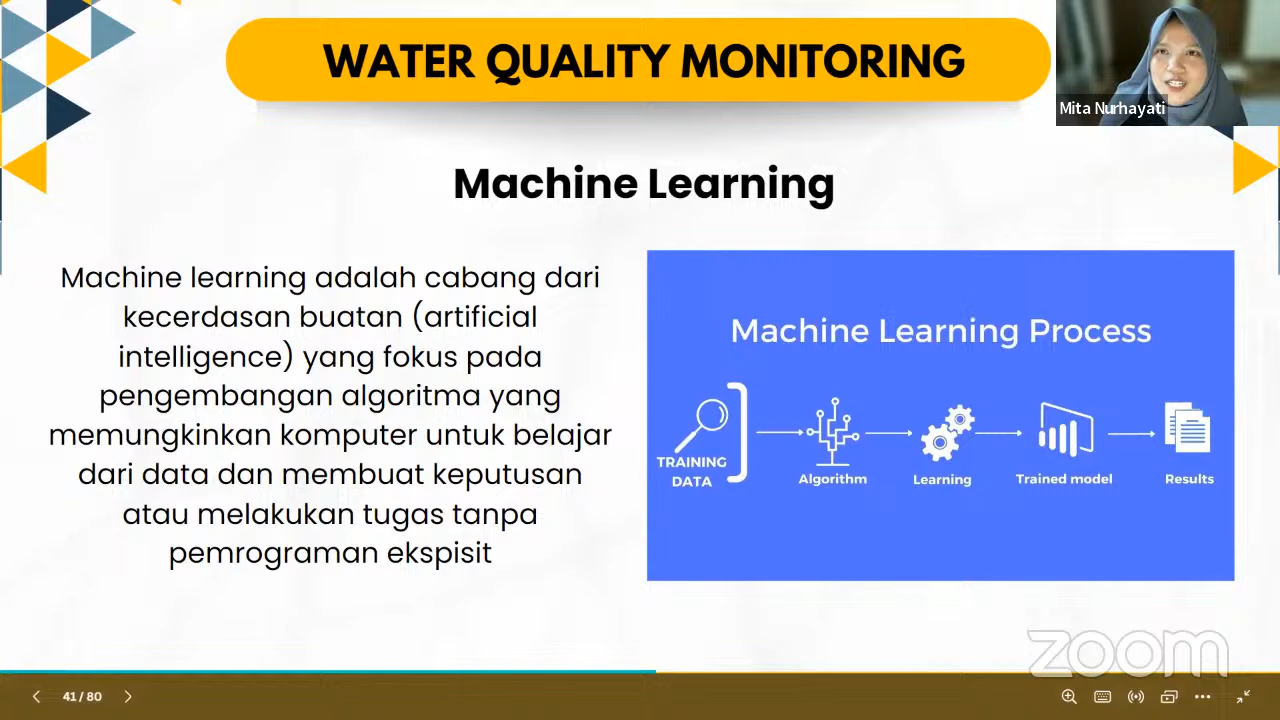 WATER QUALITY MONITORING
Mita Nurhayati
Machine Learning
Machine learning adalah cabang dari
kecerdasan buatan (artificial
intelligence) yang fokus pada
pengembangan algoritma yang
memungkinkan komputer untuk belajar
dari data dan membuat keputusan
atau melakukan tugas tanpa
pemrograman ekspisit
Machine Learning Process
TRAINING
DATA
Algorithm
Learning
Trained model
Results
zoom
41 / 80